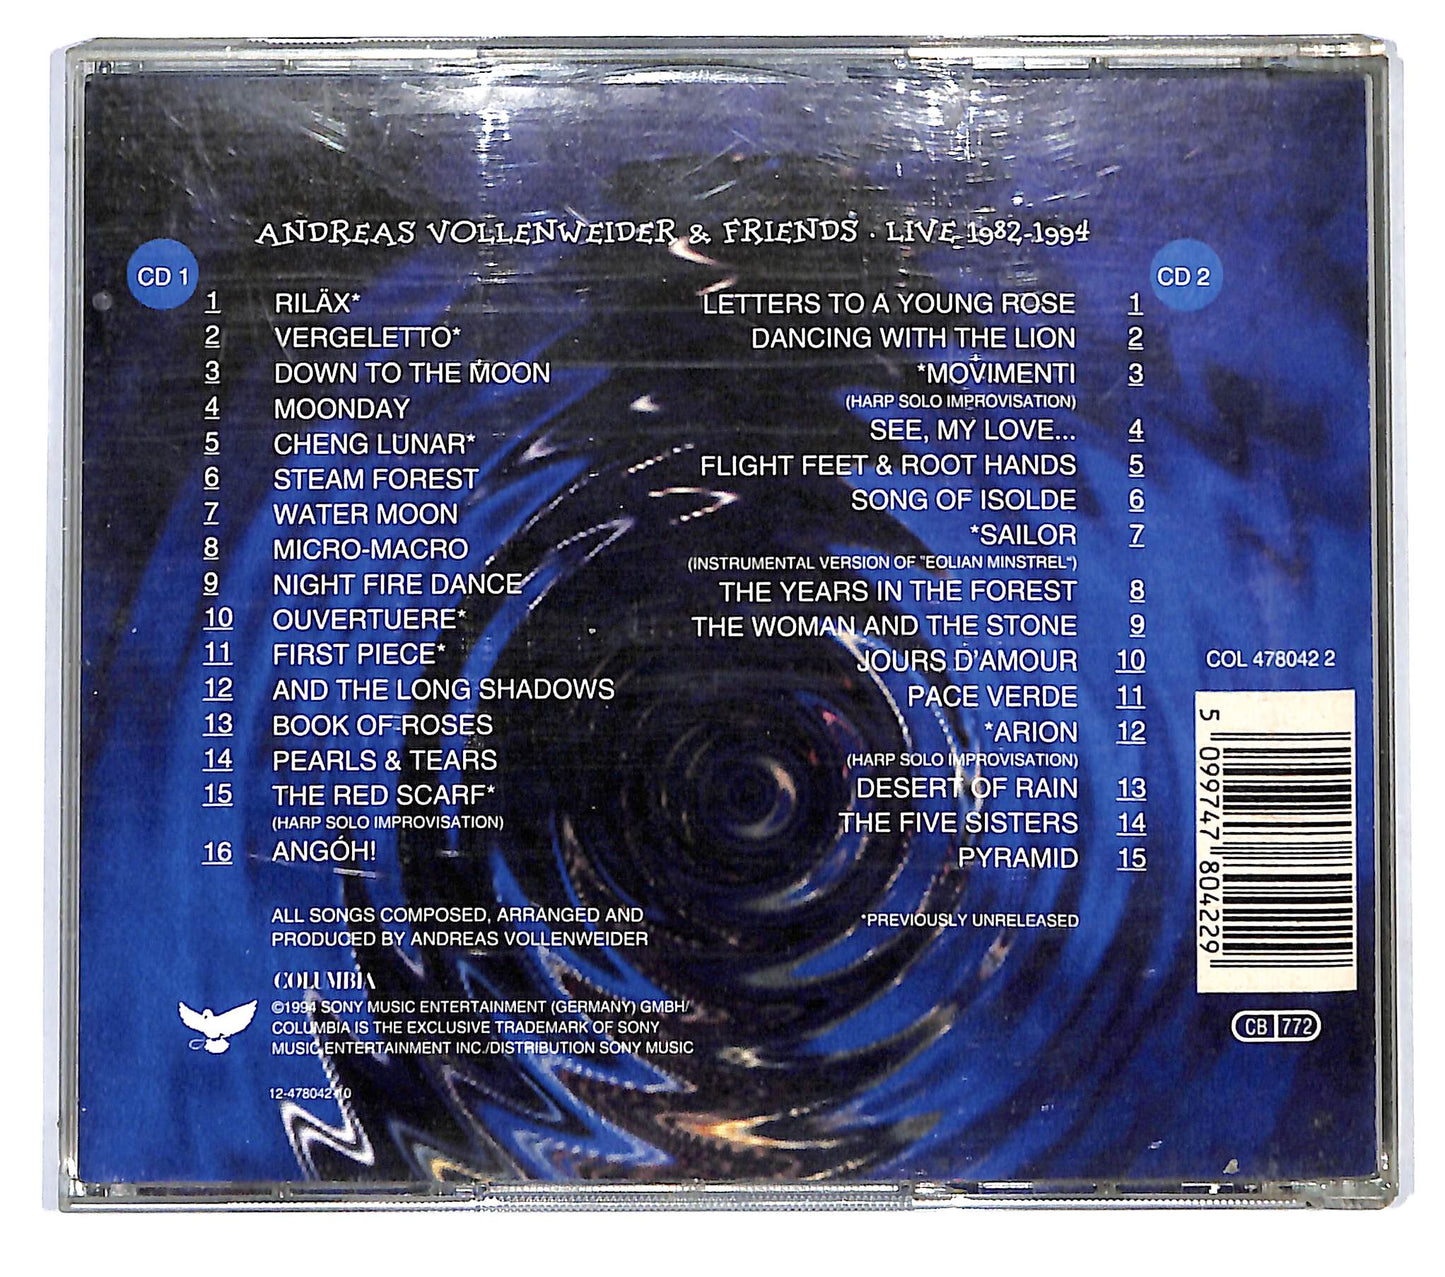 ANDREAS VOLLENWEIDER & FRIENDS · LIVE 1982-1994
CD 1
1 RILÄX*
2 VERGELETTO*
3 DOWN TO THE MOON
4 MOONDAY
5 CHENG LUNAR*
6 STEAM FOREST
7 WATER MOON
8 MICRO-MACRO
9 NIGHT FIRE DANCE
10 OUVERTUERE*
11 FIRST PIECE*
12 AND THE LONG SHADOWS
13 BOOK OF ROSES
14 PEARLS & TEARS
15 THE RED SCARF*
(HARP SOLO IMPROVISATION)
16 ANGÓH!
CD 2
LETTERS TO A YOUNG ROSE 1
DANCING WITH THE LION 2
*MOVIMENTI 3
(HARP SOLO IMPROVISATION)
SEE, MY LOVE... 4
FLIGHT FEET & ROOT HANDS 5
SONG OF ISOLDE 6
*SAILOR 7
(INSTRUMENTAL VERSION OF "EOLIAN MINSTREL")
THE YEARS IN THE FOREST 8
THE WOMAN AND THE STONE 9
JOURS D'AMOUR 10
PACE VERDE 11
*ARION 12
(HARP SOLO IMPROVISATION)
DESERT OF RAIN 13
THE FIVE SISTERS 14
PYRAMID 15
ALL SONGS COMPOSED, ARRANGED AND
PRODUCED BY ANDREAS VOLLENWEIDER
*PREVIOUSLY UNRELEASED
COLUMBIA
©1994 SONY MUSIC ENTERTAINMENT (GERMANY) GMBH/
COLUMBIA IS THE EXCLUSIVE TRADEMARK OF SONY
MUSIC ENTERTAINMENT INC./DISTRIBUTION SONY MUSIC
12-478042-10
COL 478042 2
5 099747 804229
CB 772